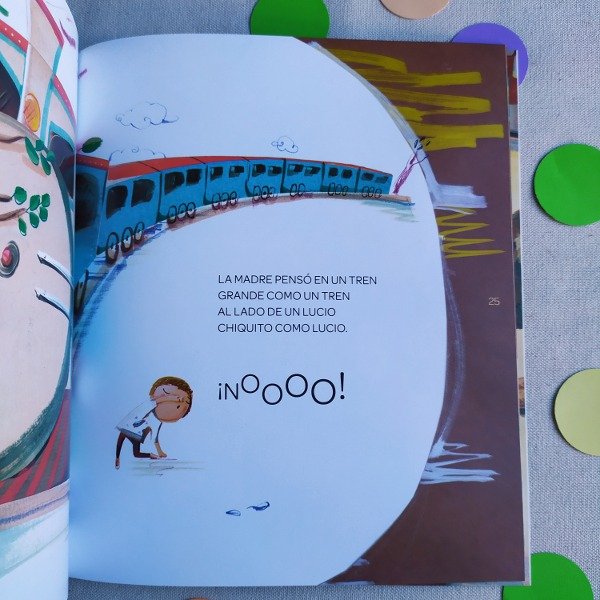 LA MADRE PENSÓ EN UN TREN
GRANDE COMO UN TREN
AL LADO DE UN LUCIO
CHIQUITO COMO LUCIO.
¡NOOOOO!
25